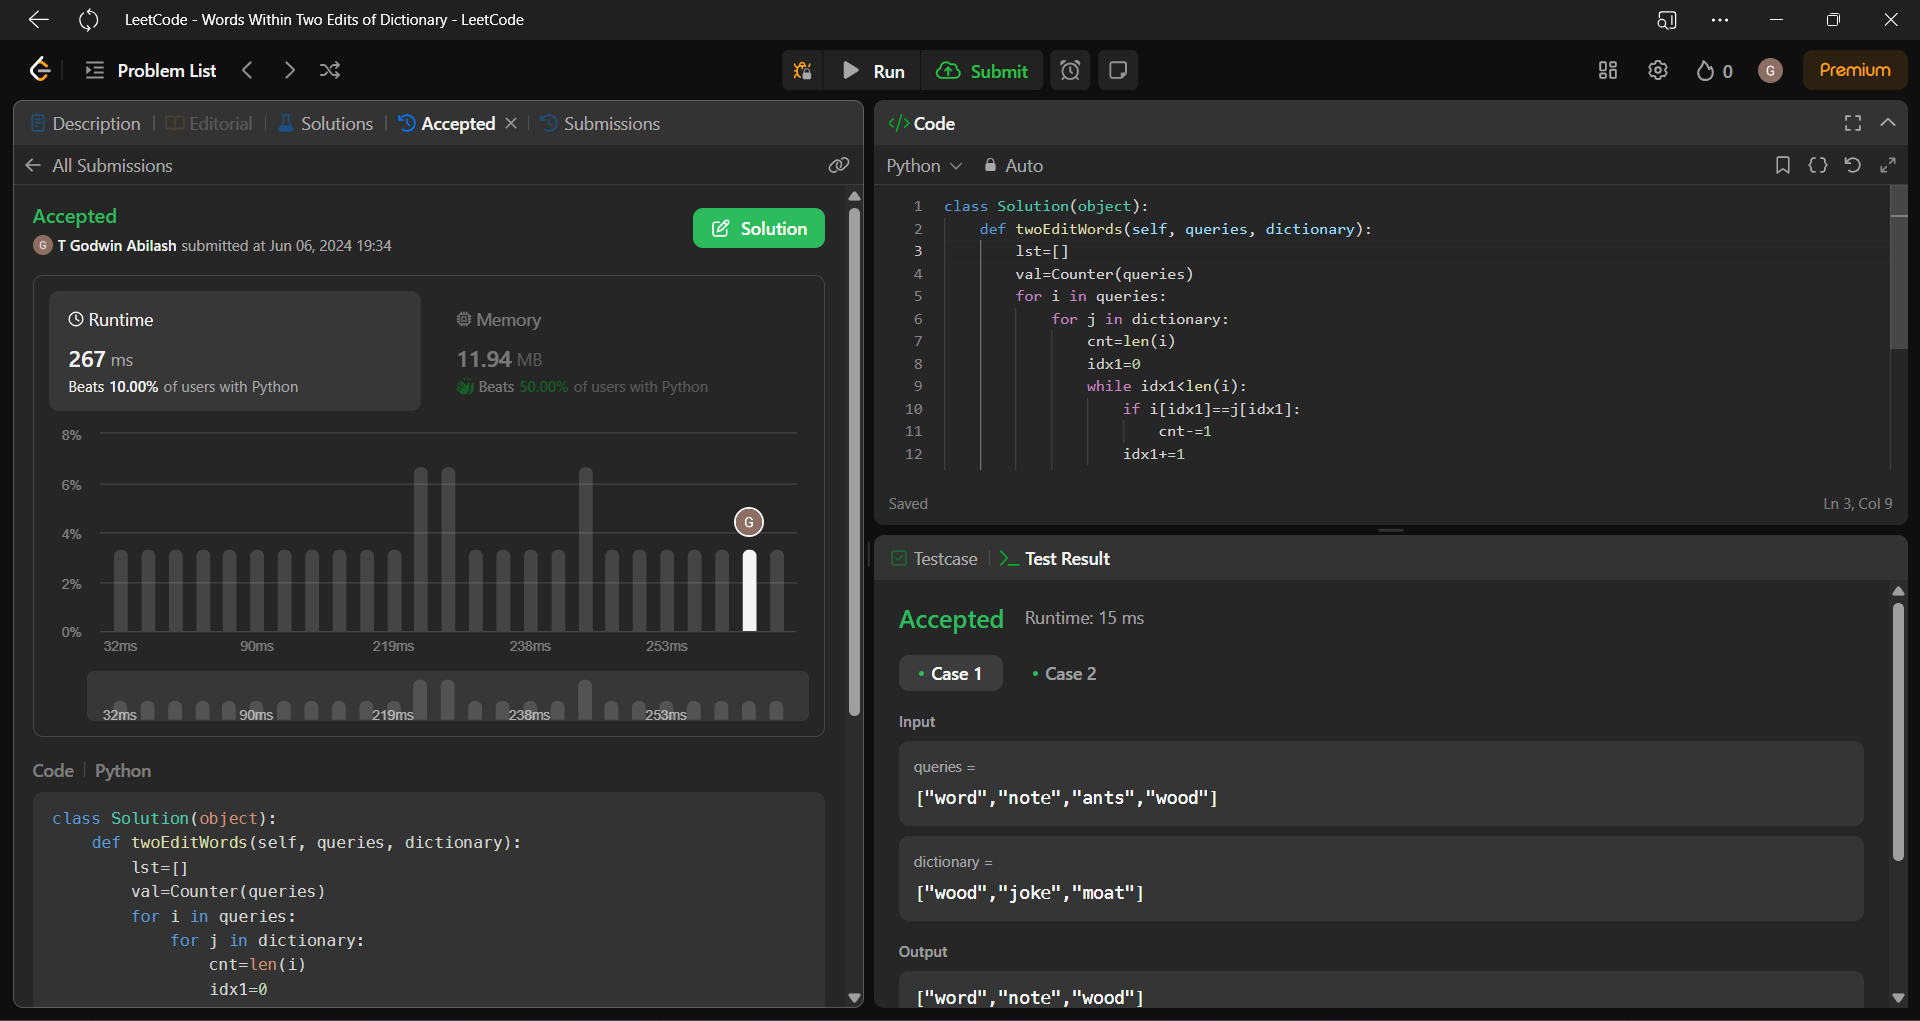 LeetCode - Words Within Two Edits of Dictionary - LeetCode
Problem List
Run
Submit
0
G
Premium
Description
Editorial
Solutions
Accepted
Submissions
All Submissions
Accepted
Solution
G T Godwin Abilash submitted at Jun 06, 2024 19:34
Runtime
267 ms
Beats 10.00% of users with Python
Memory
11.94 MB
Beats 50.00% of users with Python
8%
6%
4%
2%
0%
G
32ms 90ms 219ms 238ms 253ms
32ms 90ms 219ms 238ms 253ms
Code | Python
class Solution(object):
def twoEditWords(self, queries, dictionary):
lst=[]
val=Counter(queries)
for i in queries:
for j in dictionary:
cnt=len(i)
idx1=0
</> Code
Python
Auto
1 class Solution(object):
2 def twoEditWords(self, queries, dictionary):
3 lst=[]
4 val=Counter(queries)
5 for i in queries:
6 for j in dictionary:
7 cnt=len(i)
8 idx1=0
9 while idx1<len(i):
10 if i[idx1]==j[idx1]:
11 cnt-=1
12 idx1+=1
Saved
Ln 3, Col 9
Testcase
>_ Test Result
Accepted Runtime: 15 ms
• Case 1
• Case 2
Input
queries =
["word","note","ants","wood"]
dictionary =
["wood","joke","moat"]
Output
["word","note","wood"]